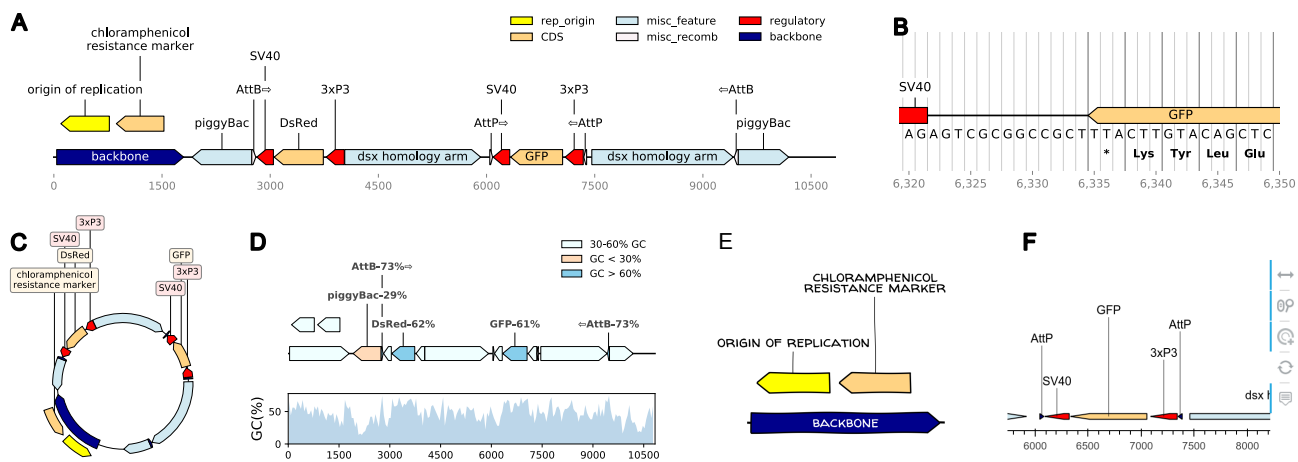 A
rep_origin
CDS
misc_feature
misc_recomb
regulatory
backbone
chloramphenicol
resistance marker
SV40
origin of replication
AttB⇨
3xP3
SV40
3xP3
⇦AttB
piggyBac
DsRed
AttP⇨
⇦AttP
piggyBac
backbone
dsx homology arm
GFP
dsx homology arm
0 1500 3000 4500 6000 7500 9000 10500
B
SV40
GFP
AGAGTCGCGGCCGCTTTACTTGTACAGCTC
* Lys Tyr Leu Glu
6,320 6,325 6,330 6,335 6,340 6,345 6,350
C
3xP3
SV40
DsRed
GFP
chloramphenicol
resistance marker
3xP3
SV40
D
30-60% GC
GC < 30%
GC > 60%
AttB-73%⇨
piggyBac-29%
DsRed-62%
GFP-61%
⇦AttB-73%
GC(%)
50
0
0 1500 3000 4500 6000 7500 9000 10500
E
CHLORAMPHENICOL
RESISTANCE MARKER
ORIGIN OF REPLICATION
BACKBONE
F
GFP
AttP
AttP
SV40
3xP3
dsx h
6000 6500 7000 7500 8000